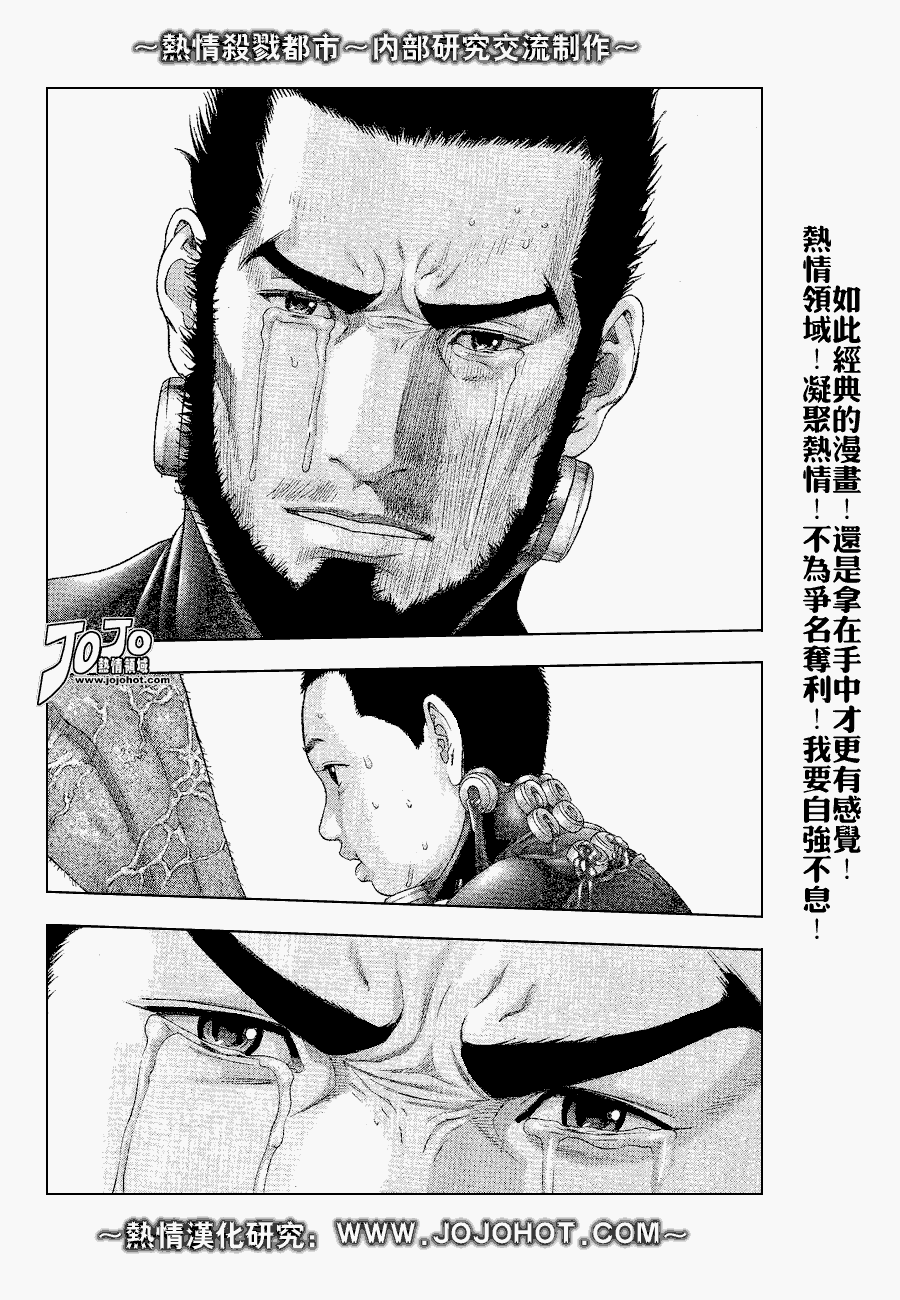 ～熱情殺戮都市～内部研究交流制作～
如此經典的漫畫！還是拿在手中才更有感覺！
熱情領域！凝聚熱情！不為爭名奪利！我要自強不息！
JOJO
熱情領域
www.jojohot.com
～熱情漢化研究：WWW.JOJOHOT.COM～